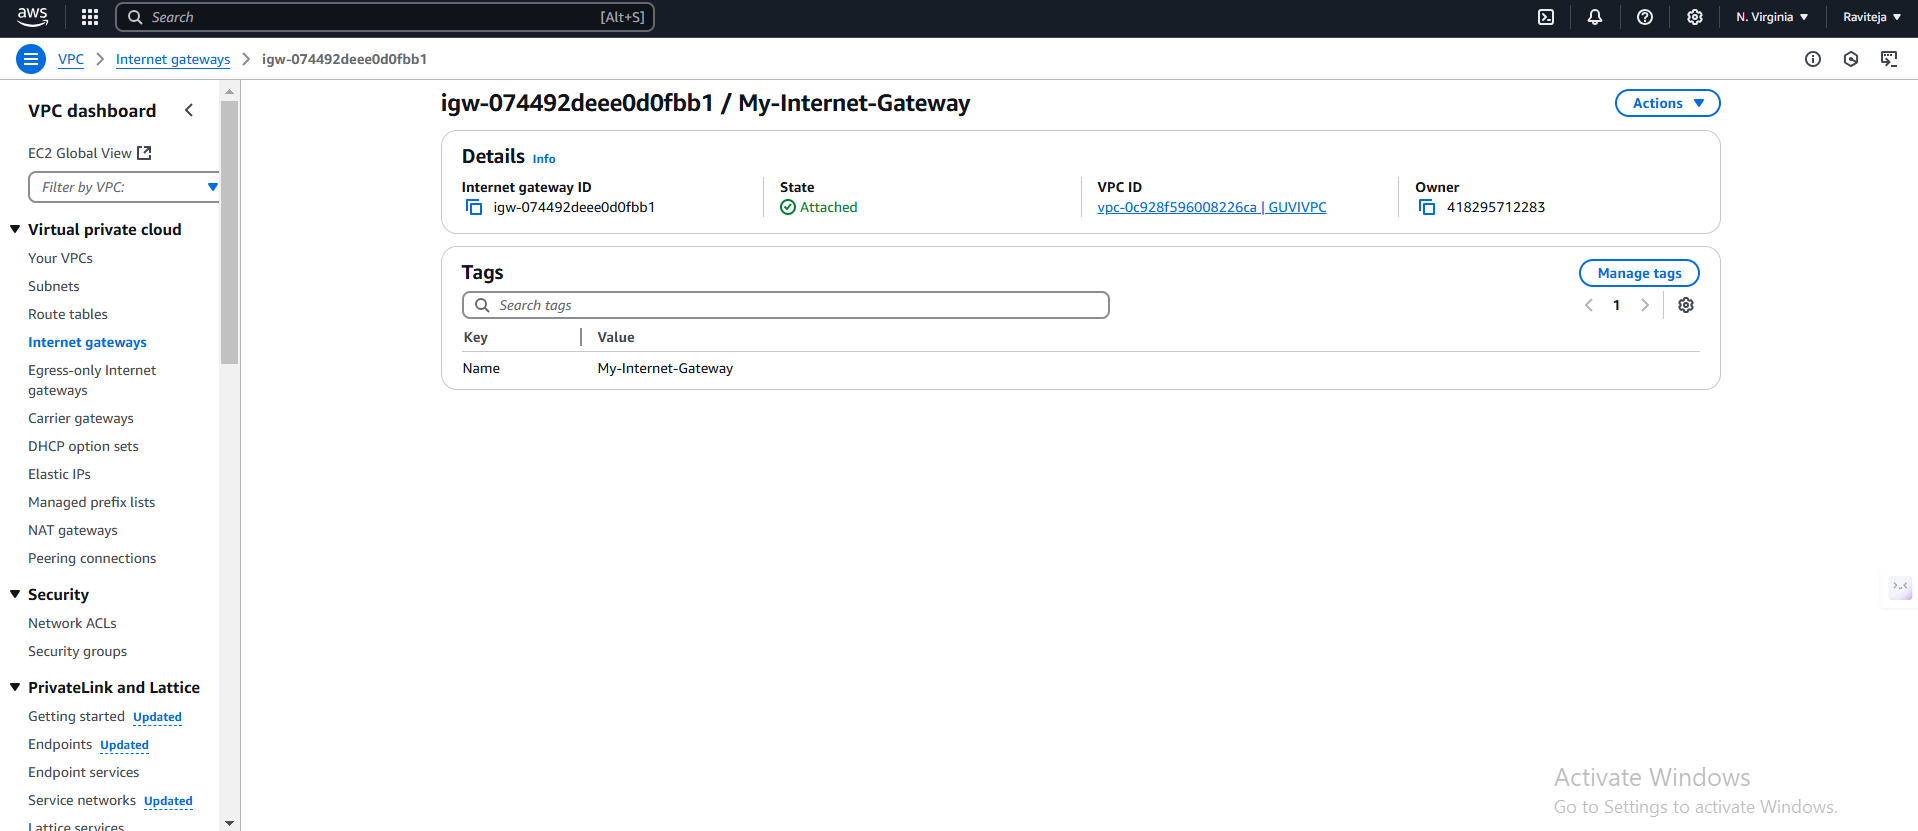 aws Search [Alt+S] N. Virginia Raviteja
VPC Internet gateways igw-074492deee0d0fbb1
VPC dashboard
EC2 Global View
Filter by VPC:
Virtual private cloud
Your VPCs
Subnets
Route tables
Internet gateways
Egress-only Internet
gateways
Carrier gateways
DHCP option sets
Elastic IPs
Managed prefix lists
NAT gateways
Peering connections
Security
Network ACLs
Security groups
PrivateLink and Lattice
Getting started Updated
Endpoints Updated
Endpoint services
Service networks Updated
Lattice services
igw-074492deee0d0fbb1 / My-Internet-Gateway
Actions
Details Info
Internet gateway ID
igw-074492deee0d0fbb1
State
Attached
VPC ID
vpc-0c928f596008226ca | GUVIVPC
Owner
418295712283
Tags
Manage tags
Search tags
1
Key Value
Name My-Internet-Gateway
Activate Windows
Go to Settings to activate Windows.